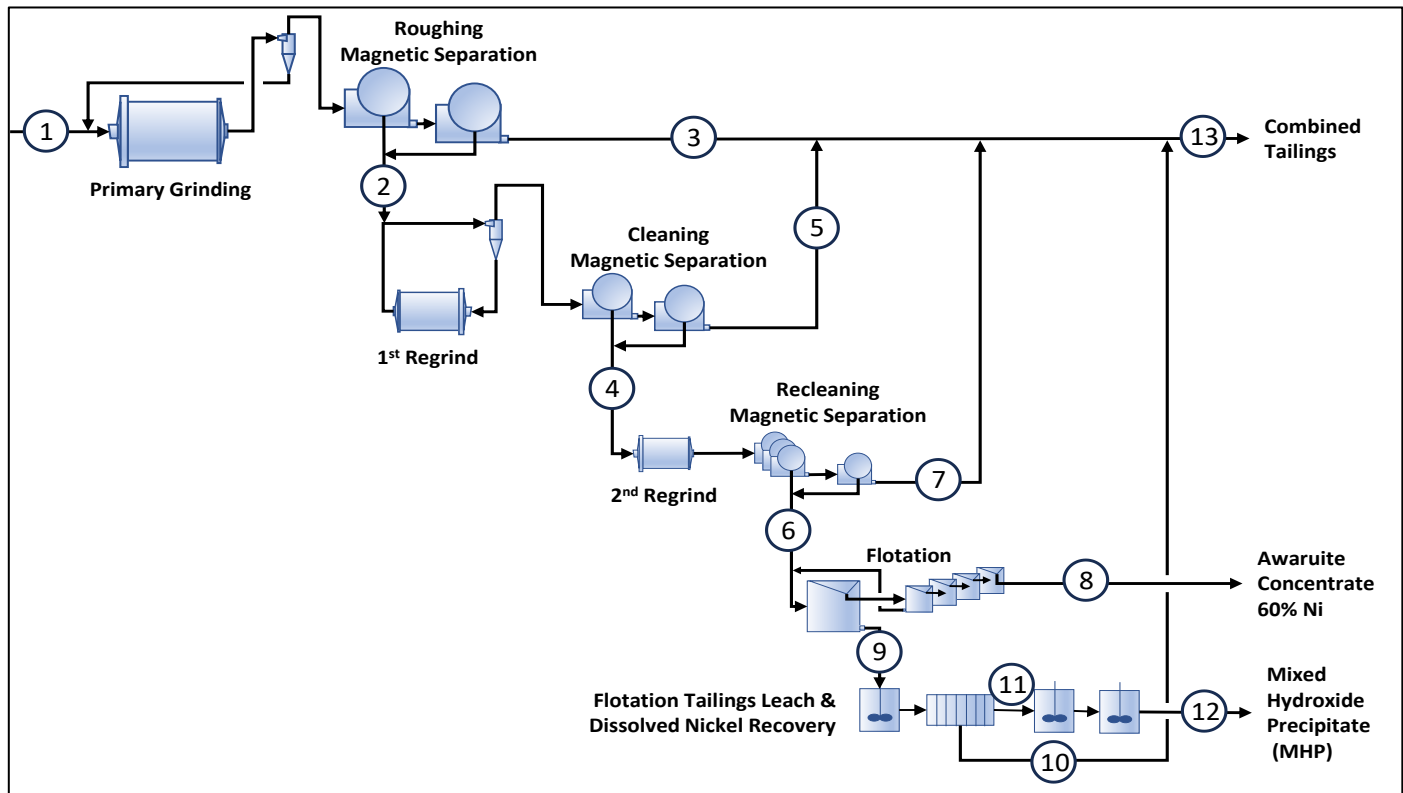 Roughing
Magnetic Separation
1
3
13
Combined
Tailings
Primary Grinding
2
5
Cleaning
Magnetic Separation
1st Regrind
4
Recleaning
Magnetic Separation
7
2nd Regrind
6
Flotation
8
Awaruite
Concentrate
60% Ni
9
11
Flotation Tailings Leach &
Dissolved Nickel Recovery
12
10
Mixed
Hydroxide
Precipitate
(MHP)